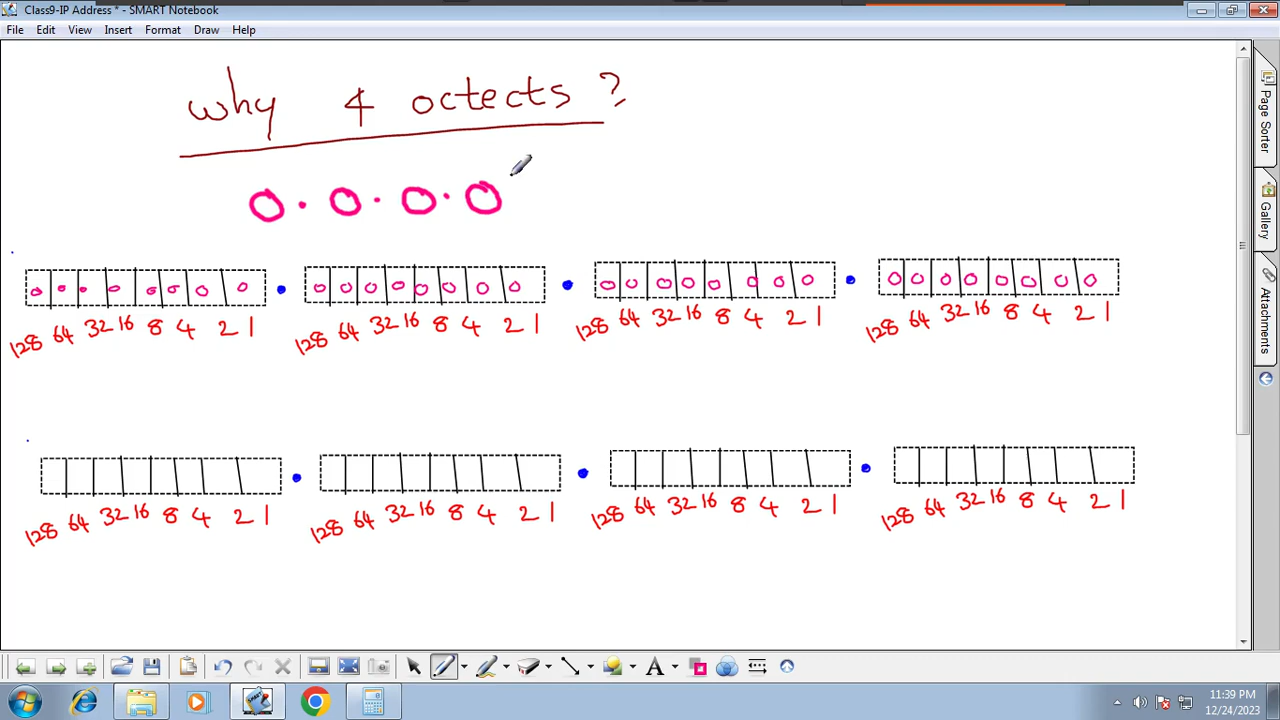 Class9-IP Address * - SMART Notebook
File Edit View Insert Format Draw Help
why 4 octects ?
0 . 0 . 0 . 0
0 0 0 0 0 0 0 0 . 0 0 0 0 0 0 0 0 . 0 0 0 0 0 0 0 0 . 0 0 0 0 0 0 0 0
128 64 32 16 8 4 2 1 128 64 32 16 8 4 2 1 128 64 32 16 8 4 2 1 128 64 32 16 8 4 2 1
128 64 32 16 8 4 2 1 128 64 32 16 8 4 2 1 128 64 32 16 8 4 2 1 128 64 32 16 8 4 2 1
Page Sorter
Gallery
Attachments
11:39 PM
12/24/2023